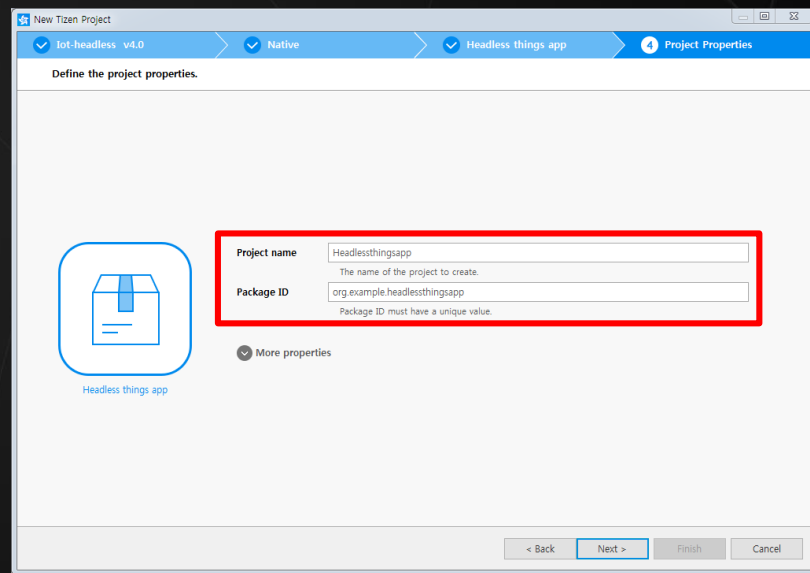 New Tizen Project
Iot-headless v4.0
Native
Headless things app
4 Project Properties
Define the project properties.
Project name
Headlessthingsapp
The name of the project to create.
Package ID
org.example.headlessthingsapp
Package ID must have a unique value.
More properties
Headless things app
< Back
Next >
Finish
Cancel